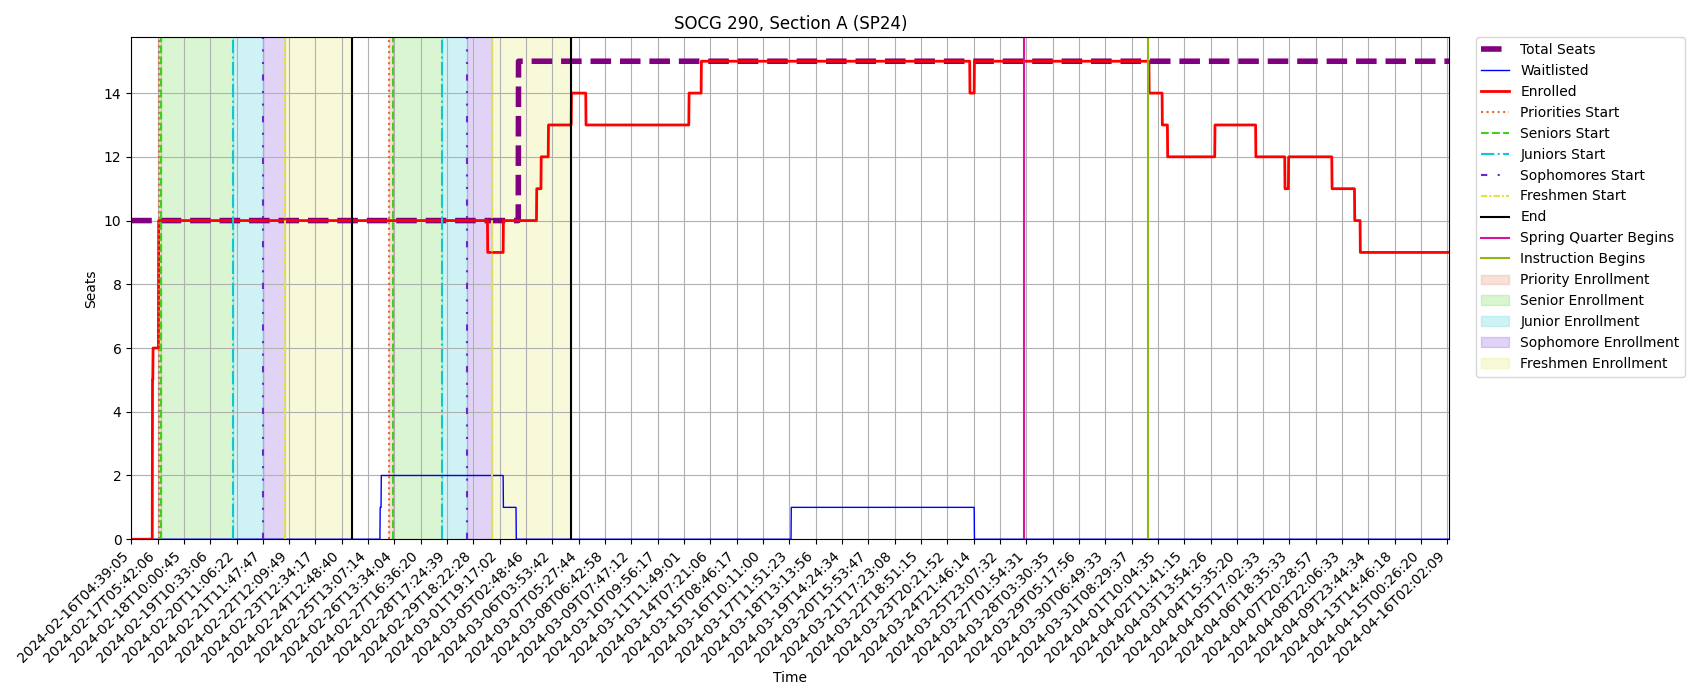 SOCG 290, Section A (SP24)
Total Seats
Waitlisted
Enrolled
Priorities Start
Seniors Start
Juniors Start
Sophomores Start
Freshmen Start
End
Spring Quarter Begins
Instruction Begins
Priority Enrollment
Senior Enrollment
Junior Enrollment
Sophomore Enrollment
Freshmen Enrollment
Seats
14
12
10
8
6
4
2
0
2024-02-16T04:39:05
2024-02-17T05:42:06
2024-02-18T10:00:45
2024-02-19T10:33:06
2024-02-20T11:06:22
2024-02-21T11:47:47
2024-02-22T12:09:49
2024-02-23T12:34:17
2024-02-24T12:48:40
2024-02-25T13:07:14
2024-02-26T13:34:04
2024-02-27T16:36:20
2024-02-28T17:24:39
2024-02-29T18:22:28
2024-03-01T19:17:02
2024-03-05T02:48:46
2024-03-06T03:53:42
2024-03-07T05:27:44
2024-03-08T06:42:58
2024-03-09T07:47:12
2024-03-10T09:56:17
2024-03-11T11:49:01
2024-03-14T07:21:06
2024-03-15T08:46:17
2024-03-16T10:11:00
2024-03-17T11:51:23
2024-03-18T13:13:56
2024-03-19T14:24:34
2024-03-20T15:53:47
2024-03-21T17:23:08
2024-03-22T18:51:15
2024-03-23T20:21:52
2024-03-24T21:46:14
2024-03-25T23:07:32
2024-03-27T01:54:31
2024-03-28T03:30:35
2024-03-29T05:17:56
2024-03-30T06:49:33
2024-03-31T08:29:37
2024-04-01T10:04:35
2024-04-02T11:41:15
2024-04-03T13:54:26
2024-04-04T15:35:20
2024-04-05T17:02:33
2024-04-06T18:35:33
2024-04-07T20:28:57
2024-04-08T22:06:33
2024-04-09T23:44:34
2024-04-13T14:46:18
2024-04-15T00:26:20
2024-04-16T02:02:09
Time